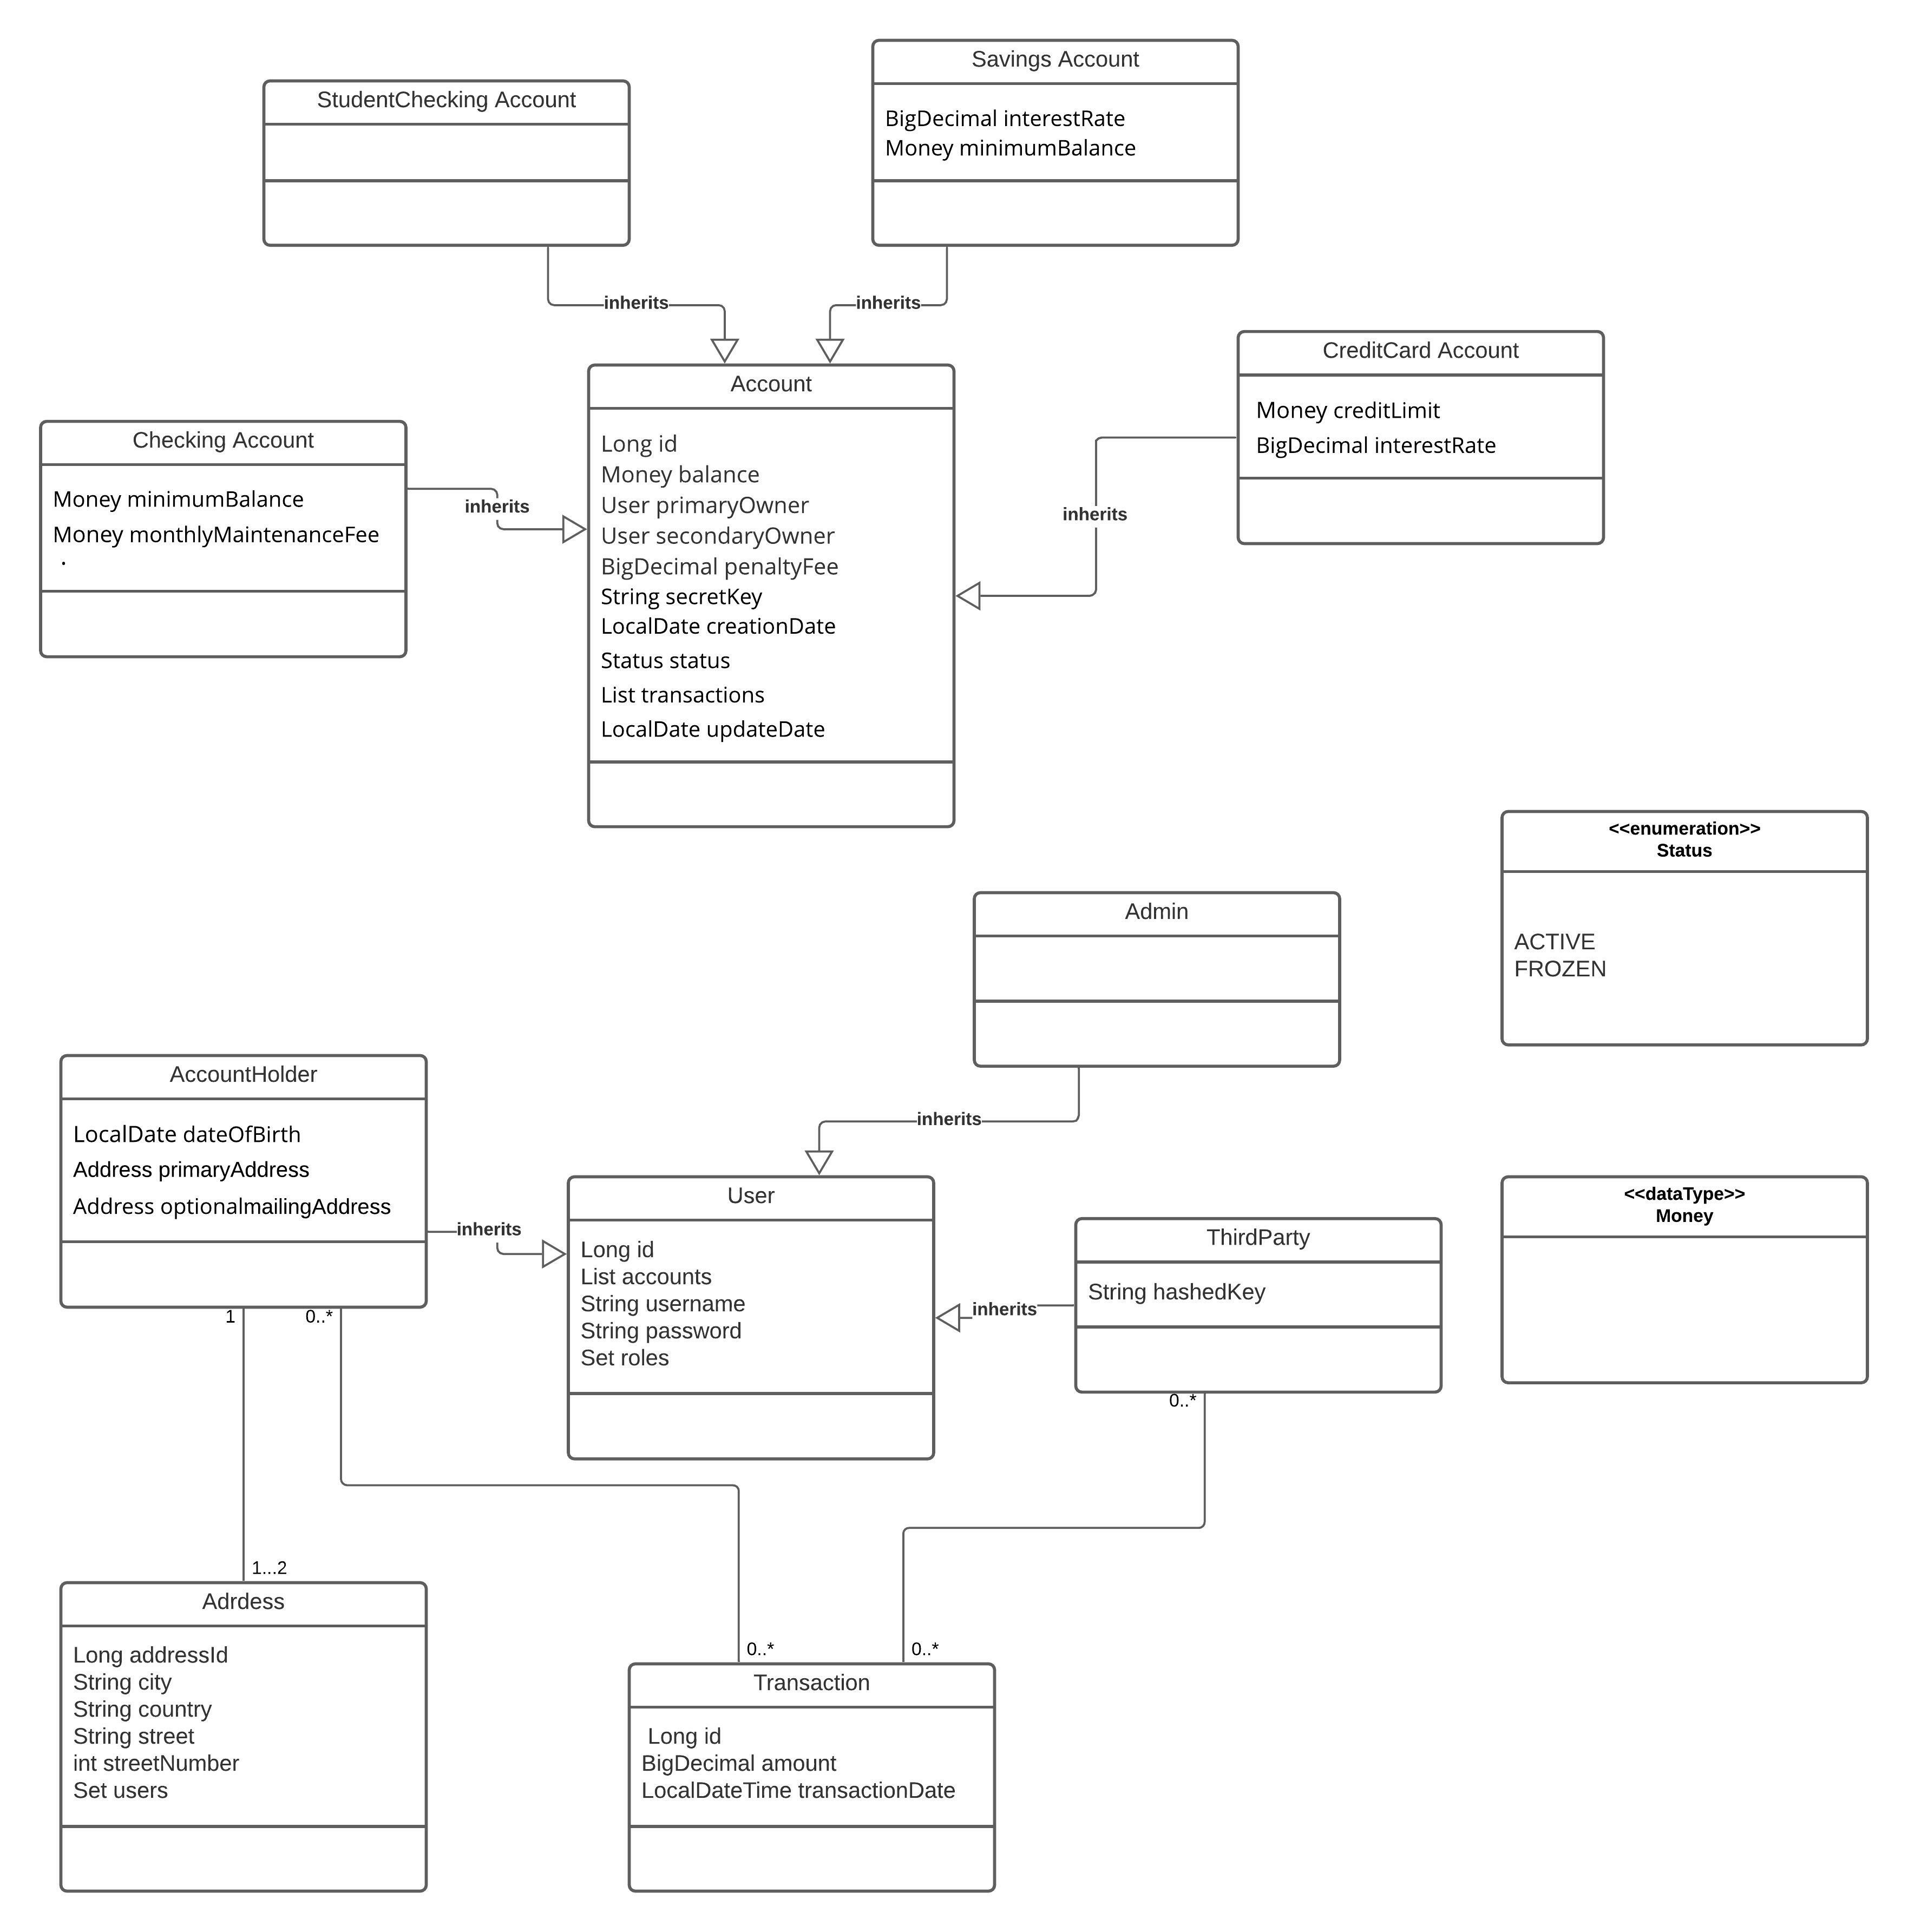 Savings Account
BigDecimal interestRate
Money minimumBalance
StudentChecking Account
inherits
inherits
CreditCard Account
Money creditLimit
BigDecimal interestRate
inherits
Account
Long id
Money balance
User primaryOwner
User secondaryOwner
BigDecimal penaltyFee
String secretKey
LocalDate creationDate
Status status
List transactions
LocalDate updateDate
Checking Account
Money minimumBalance
Money monthlyMaintenanceFee
.
inherits
<<enumeration>>
Status
ACTIVE
FROZEN
Admin
inherits
AccountHolder
LocalDate dateOfBirth
Address primaryAddress
Address optionalmailingAddress
inherits
User
Long id
List accounts
String username
String password
Set roles
ThirdParty
String hashedKey
inherits
<<dataType>>
Money
1
0..*
0..*
1...2
Adrdess
Long addressId
String city
String country
String street
int streetNumber
Set users
0..*
0..*
Transaction
Long id
BigDecimal amount
LocalDateTime transactionDate